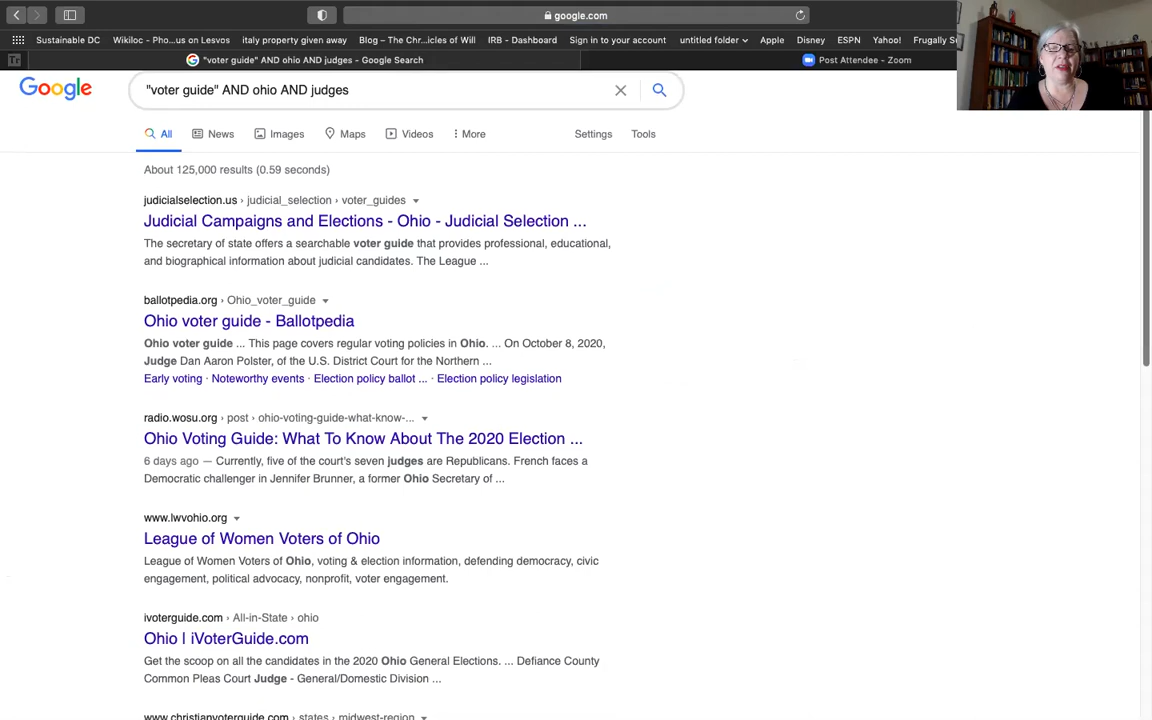 google.com
Sustainable DC Wikiloc - Pho...us on Lesvos italy property given away Blog – The Chr...icles of Will IRB - Dashboard Sign in to your account untitled folder Apple Disney ESPN Yahoo! Frugally
"voter guide" AND ohio AND judges - Google Search Post Attendee - Zoom
Google "voter guide" AND ohio AND judges
All News Images Maps Videos More Settings Tools
About 125,000 results (0.59 seconds)
judicialselection.us › judicial_selection › voter_guides
Judicial Campaigns and Elections - Ohio - Judicial Selection ...
The secretary of state offers a searchable voter guide that provides professional, educational,
and biographical information about judicial candidates. The League ...
ballotpedia.org › Ohio_voter_guide
Ohio voter guide - Ballotpedia
Ohio voter guide ... This page covers regular voting policies in Ohio. ... On October 8, 2020,
Judge Dan Aaron Polster, of the U.S. District Court for the Northern ...
Early voting · Noteworthy events · Election policy ballot ... · Election policy legislation
radio.wosu.org › post › ohio-voting-guide-what-know-...
Ohio Voting Guide: What To Know About The 2020 Election ...
6 days ago — Currently, five of the court's seven judges are Republicans. French faces a
Democratic challenger in Jennifer Brunner, a former Ohio Secretary of ...
www.lwvohio.org
League of Women Voters of Ohio
League of Women Voters of Ohio, voting & election information, defending democracy, civic
engagement, political advocacy, nonprofit, voter engagement.
ivoterguide.com › All-in-State › ohio
Ohio | iVoterGuide.com
Get the scoop on all the candidates in the 2020 Ohio General Elections. ... Defiance County
Common Pleas Court Judge - General/Domestic Division ...
www.christianvoterguide.com › states › midwest-region